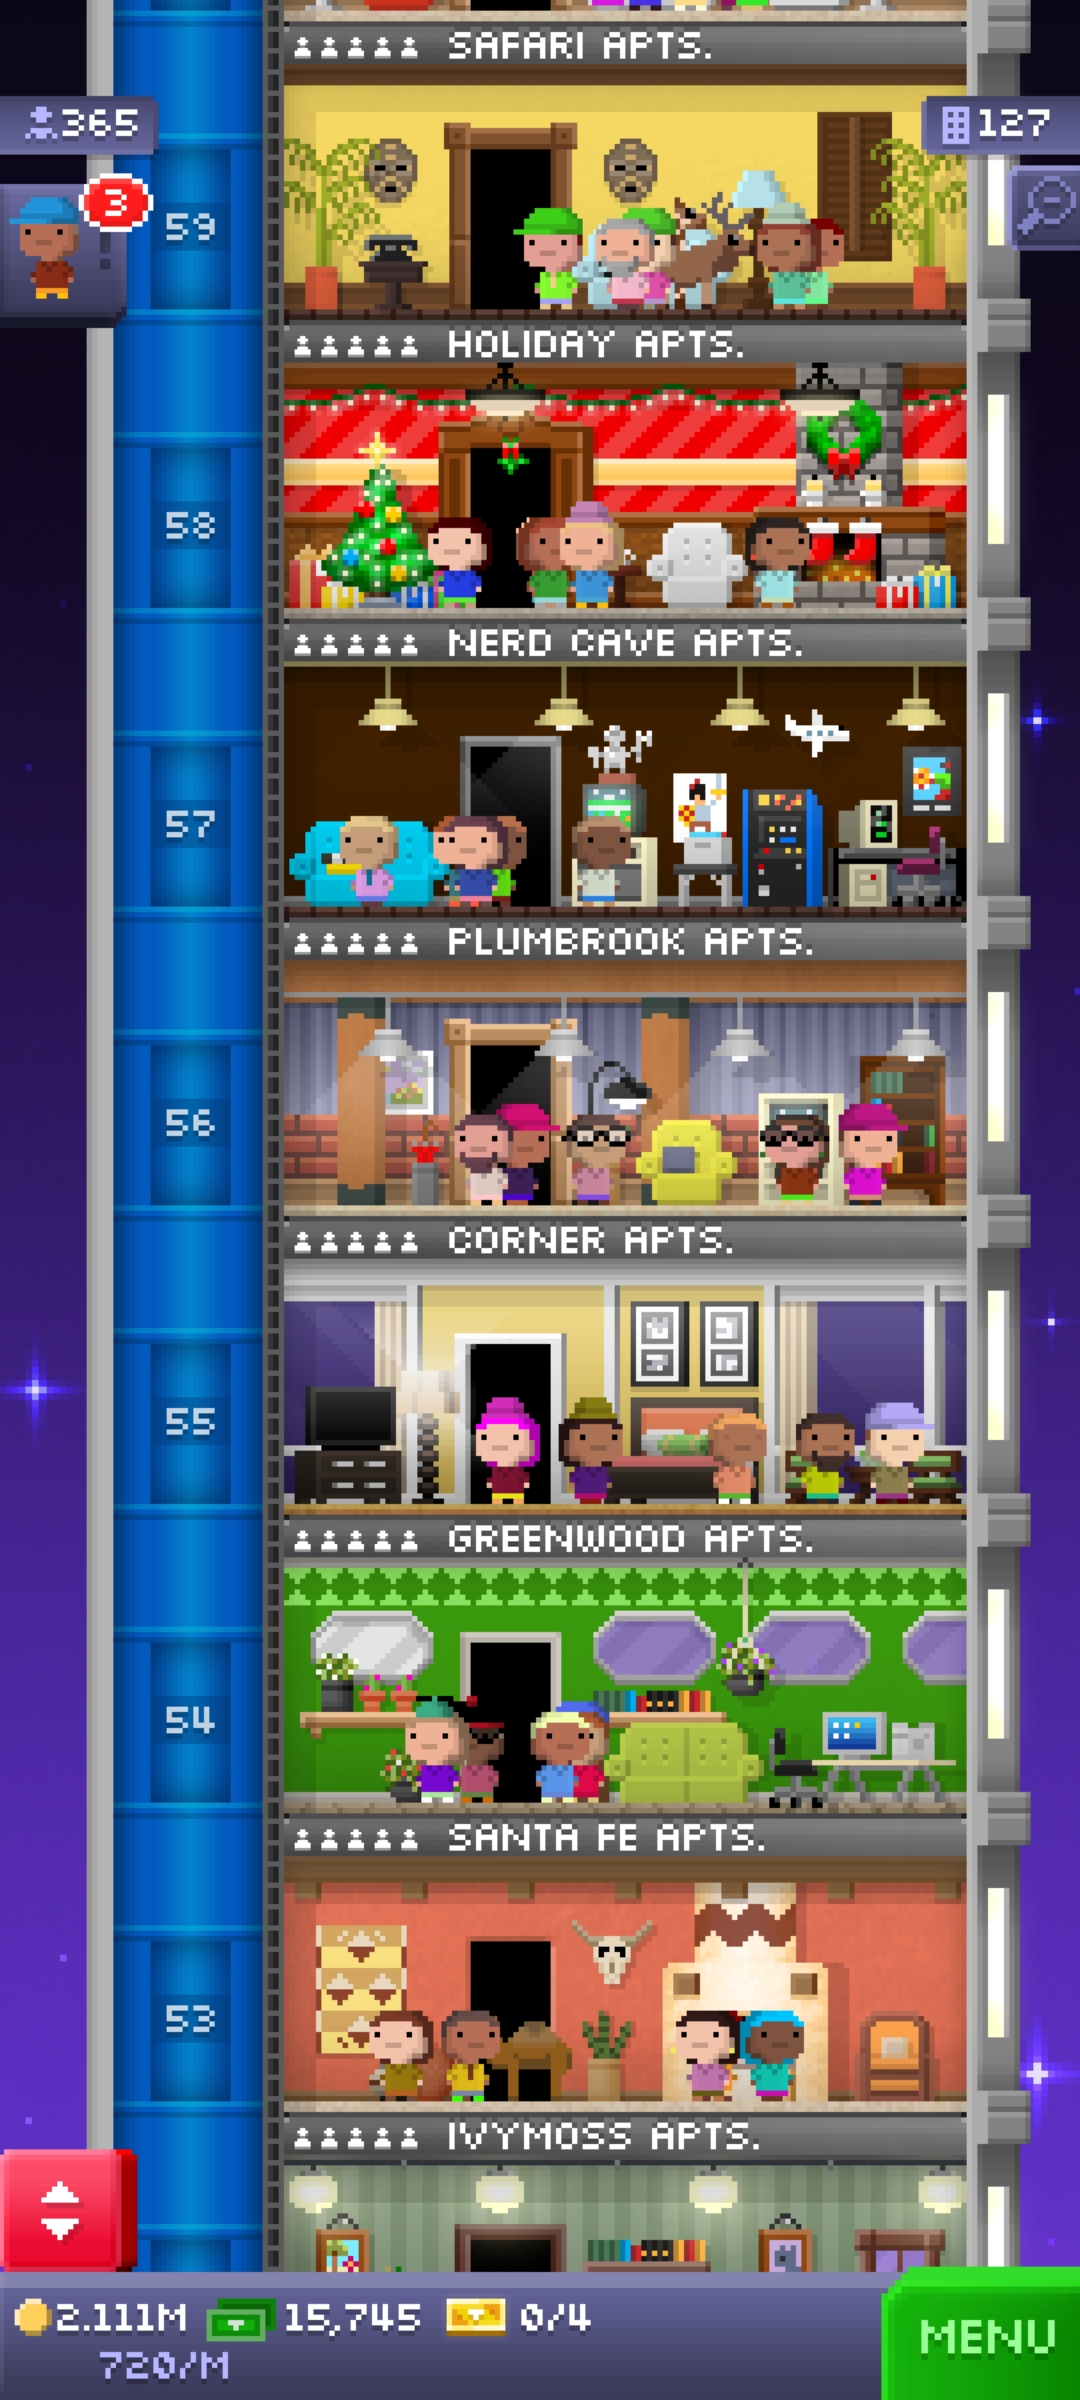 SAFARI APTS.
365
127
3
59
HOLIDAY APTS.
58
NERD CAVE APTS.
57
PLUMBROOK APTS.
56
CORNER APTS.
55
GREENWOOD APTS.
54
SANTA FE APTS.
53
IVYMOSS APTS.
2.111M 15,745 0/4
720/M
MENU